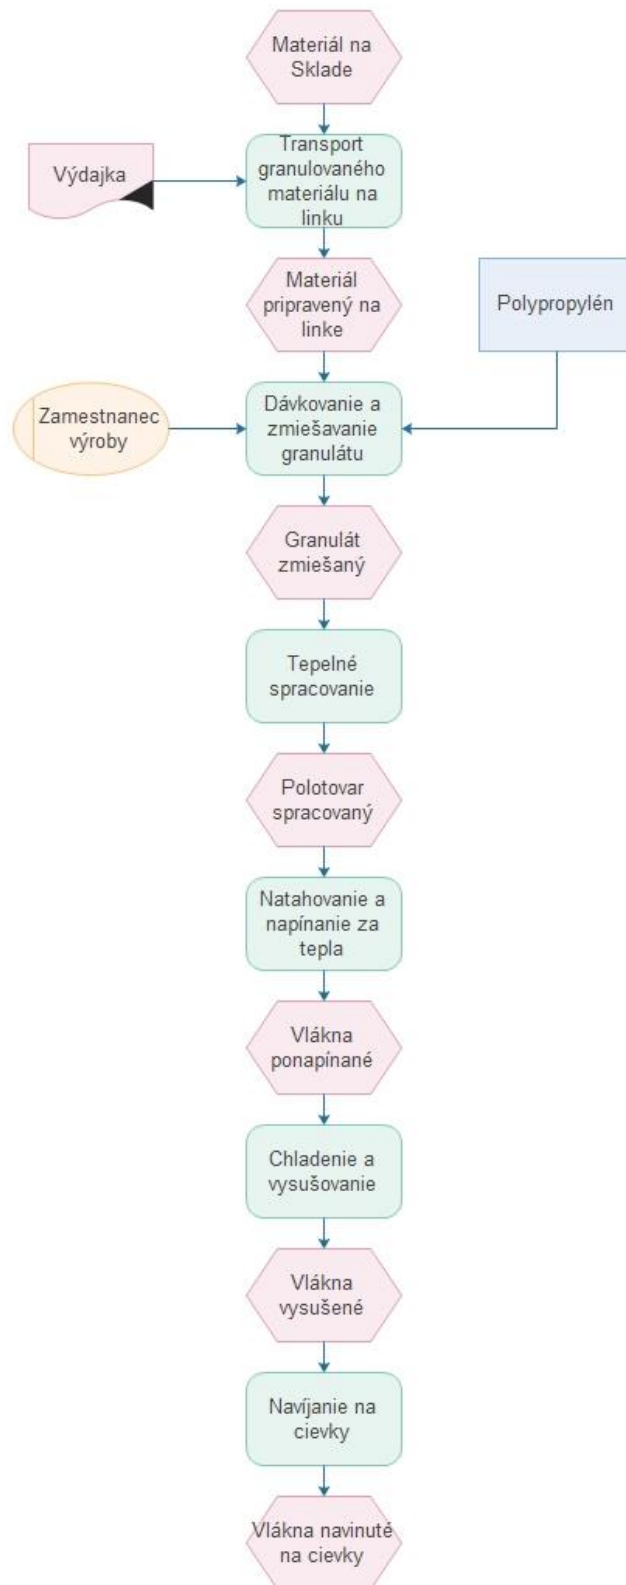 Materiál na
Sklade
Výdajka
Transport
granulovaného
materiálu na
linku
Materiál
pripravený na
linke
Polypropylén
Zamestnanec
výroby
Dávkovanie a
zmiešavanie
granulátu
Granulát
zmiešaný
Tepelné
spracovanie
Polotovar
spracovaný
Natahovanie a
napínanie za
tepla
Vlákna
ponapínané
Chladenie a
vysušovanie
Vlákna
vysušené
Navíjanie na
cievky
Vlákna navinuté
na cievky